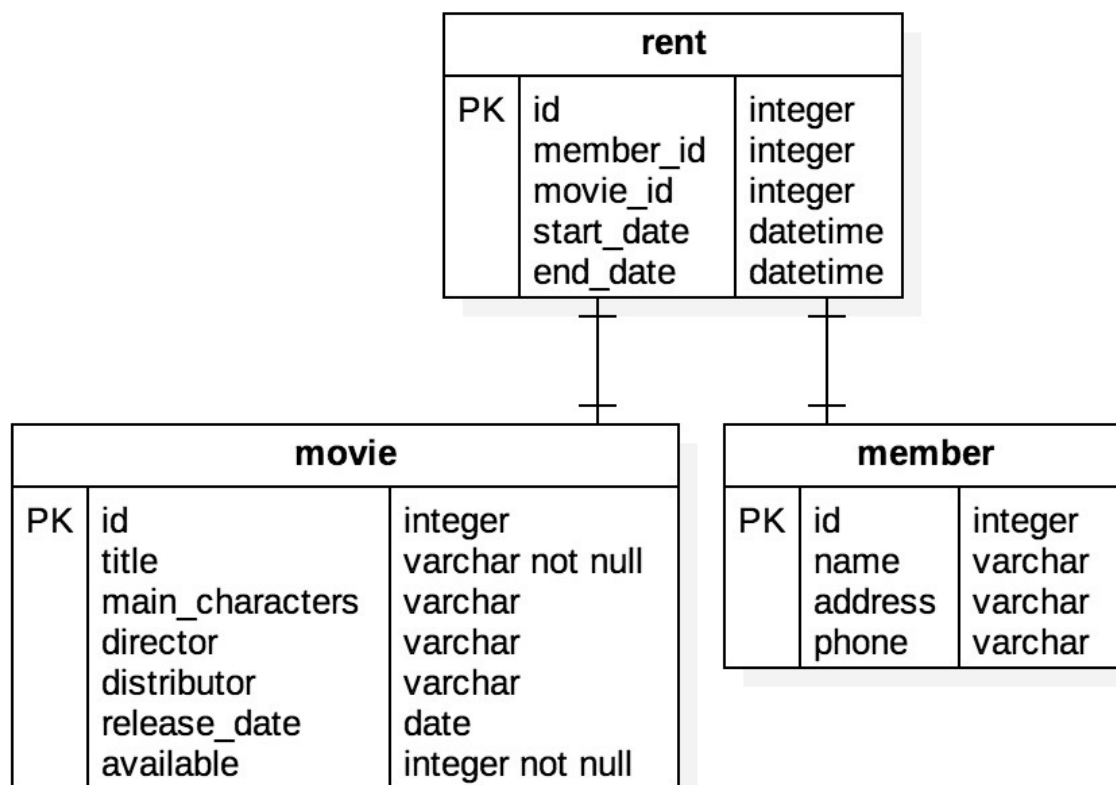 rent
PK id integer
member_id integer
movie_id integer
start_date datetime
end_date datetime
movie
PK id integer
title varchar not null
main_characters varchar
director varchar
distributor varchar
release_date date
available integer not null
member
PK id integer
name varchar
address varchar
phone varchar